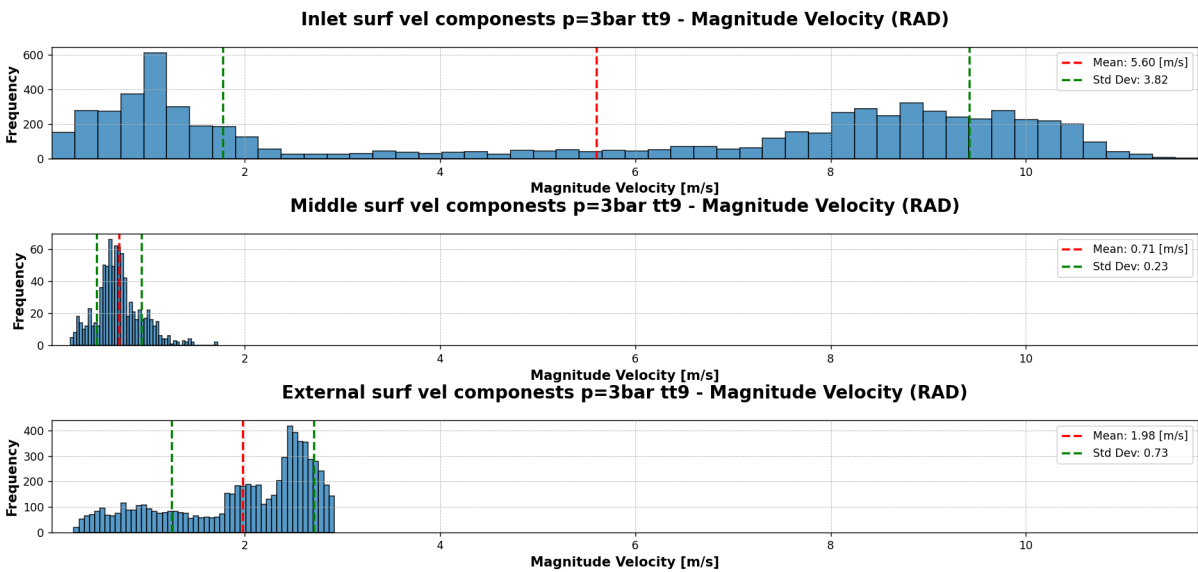 Inlet surf vel componests p=3bar tt9 - Magnitude Velocity (RAD)
600
400
200
0
Frequency
Mean: 5.60 [m/s]
Std Dev: 3.82
2 4 6 8 10
Magnitude Velocity [m/s]
Middle surf vel componests p=3bar tt9 - Magnitude Velocity (RAD)
60
40
20
0
Frequency
Mean: 0.71 [m/s]
Std Dev: 0.23
2 4 6 8 10
Magnitude Velocity [m/s]
External surf vel componests p=3bar tt9 - Magnitude Velocity (RAD)
400
300
200
100
0
Frequency
Mean: 1.98 [m/s]
Std Dev: 0.73
2 4 6 8 10
Magnitude Velocity [m/s]